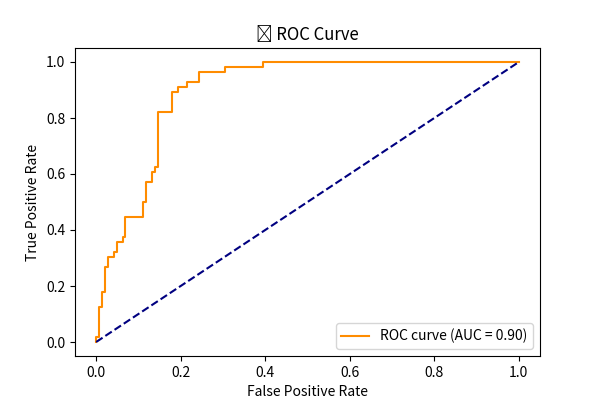 ROC Curve
True Positive Rate
1.0
0.8
0.6
0.4
0.2
0.0
ROC curve (AUC = 0.90)
0.0 0.2 0.4 0.6 0.8 1.0
False Positive Rate